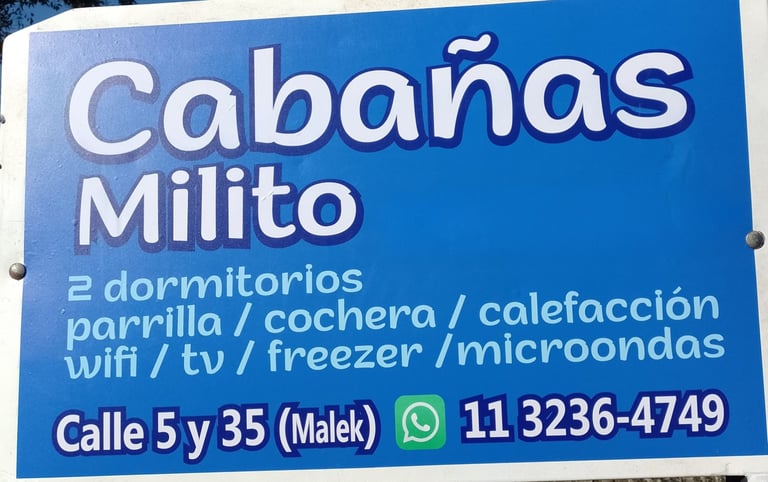 Cabañas
Milito
2 dormitorios
parrilla / cochera / calefacción
wifi / tv / freezer /microondas
Calle 5 y 35 (Malek) 11 3236-4749